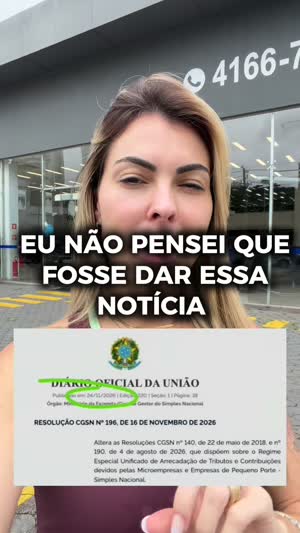 4166-7
EU NÃO PENSEI QUE
FOSSE DAR ESSA
NOTÍCIA
DIÁRIO OFICIAL DA UNIÃO
Publicado em: 24/11/2026 | Edição: 220 | Seção: 1 | Página: 28
Órgão: Ministério da Fazenda/Comitê Gestor do Simples Nacional
RESOLUÇÃO CGSN Nº 196, DE 16 DE NOVEMBRO DE 2026
Altera as Resoluções CGSN nº 140, de 22 de maio de 2018, e nº
190, de 4 de agosto de 2026, que dispõem sobre o Regime
Especial Unificado de Arrecadação de Tributos e Contribuições
devidos pelas Microempresas e Empresas de Pequeno Porte -
Simples Nacional.